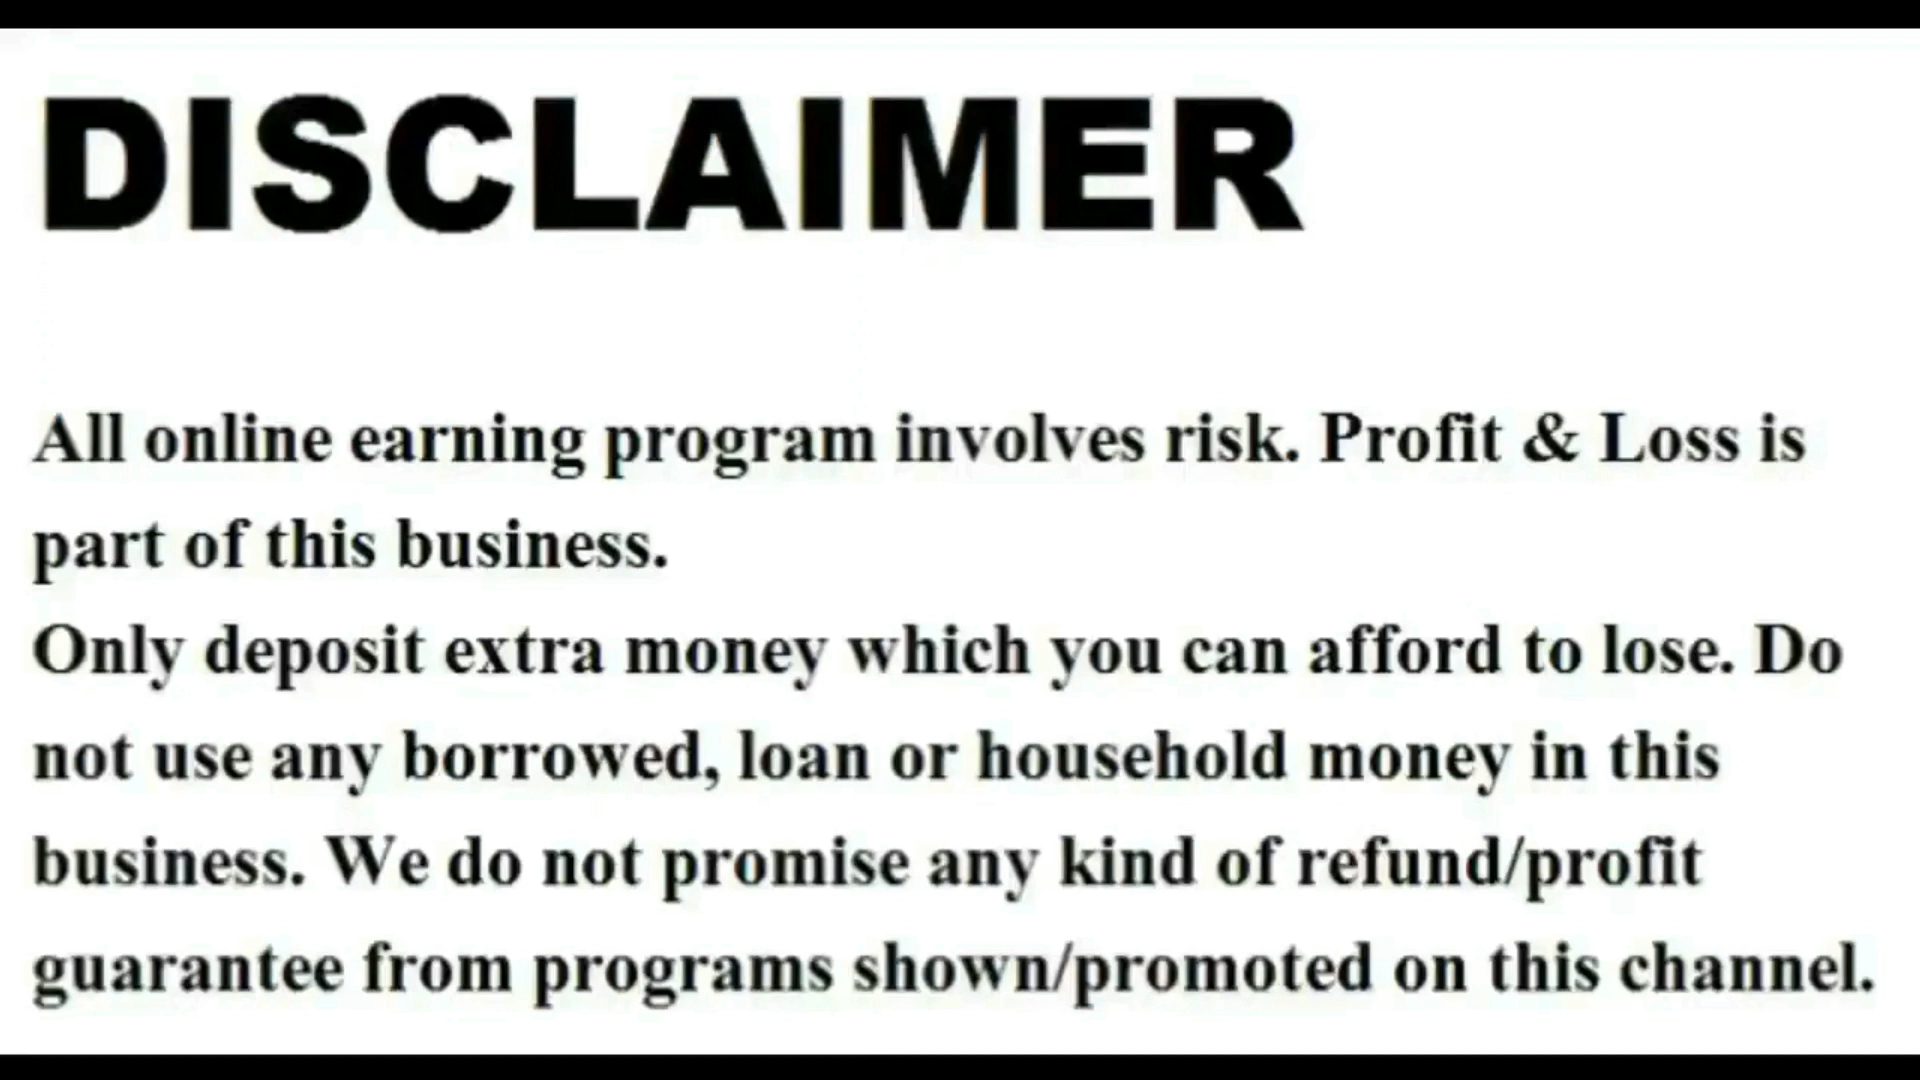 DISCLAIMER
All online earning program involves risk. Profit & Loss is
part of this business.
Only deposit extra money which you can afford to lose. Do
not use any borrowed, loan or household money in this
business. We do not promise any kind of refund/profit
guarantee from programs shown/promoted on this channel.